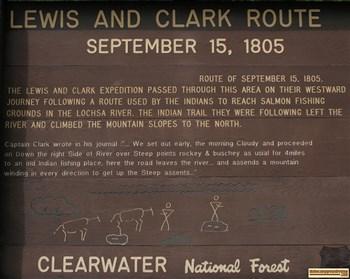 LEWIS AND CLARK ROUTE
SEPTEMBER 15, 1805
ROUTE OF SEPTEMBER 15, 1805.
THE LEWIS AND CLARK EXPEDITION PASSED THROUGH THIS AREA ON THEIR WESTWARD
JOURNEY FOLLOWING A ROUTE USED BY THE INDIANS TO REACH SALMON FISHING
GROUNDS IN THE LOCHSA RIVER. THE INDIAN TRAIL THEY WERE FOLLOWING LEFT THE
RIVER AND CLIMBED THE MOUNTAIN SLOPES TO THE NORTH.
Captain Clark wrote in his journal "... We set out early, the morning Cloudy and proceeded
on Down the right Side of River over Steep points rockey & buschey as usial for 4miles
to an old Indian fishing place, here the road leaves the river... and assends a mountain
winding in every direction to get up the Steep assents..."
CLEARWATER National Forest